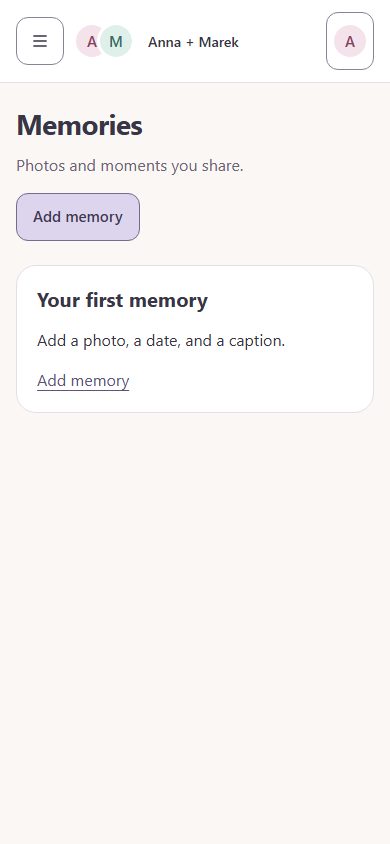 A M Anna + Marek A
Memories
Photos and moments you share.
Add memory
Your first memory
Add a photo, a date, and a caption.
Add memory